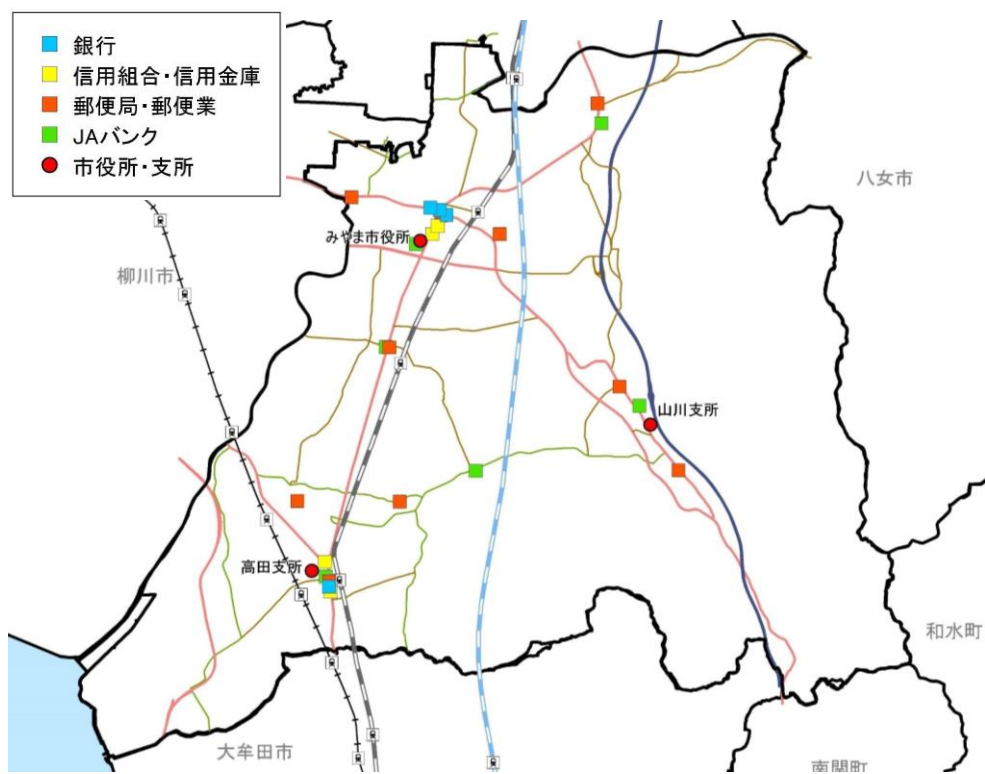 銀行
信用組合・信用金庫
郵便局・郵便業
JAバンク
市役所・支所
八女市
みやま市役所
柳川市
山川支所
高田支所
和水町
大牟田市
南関町